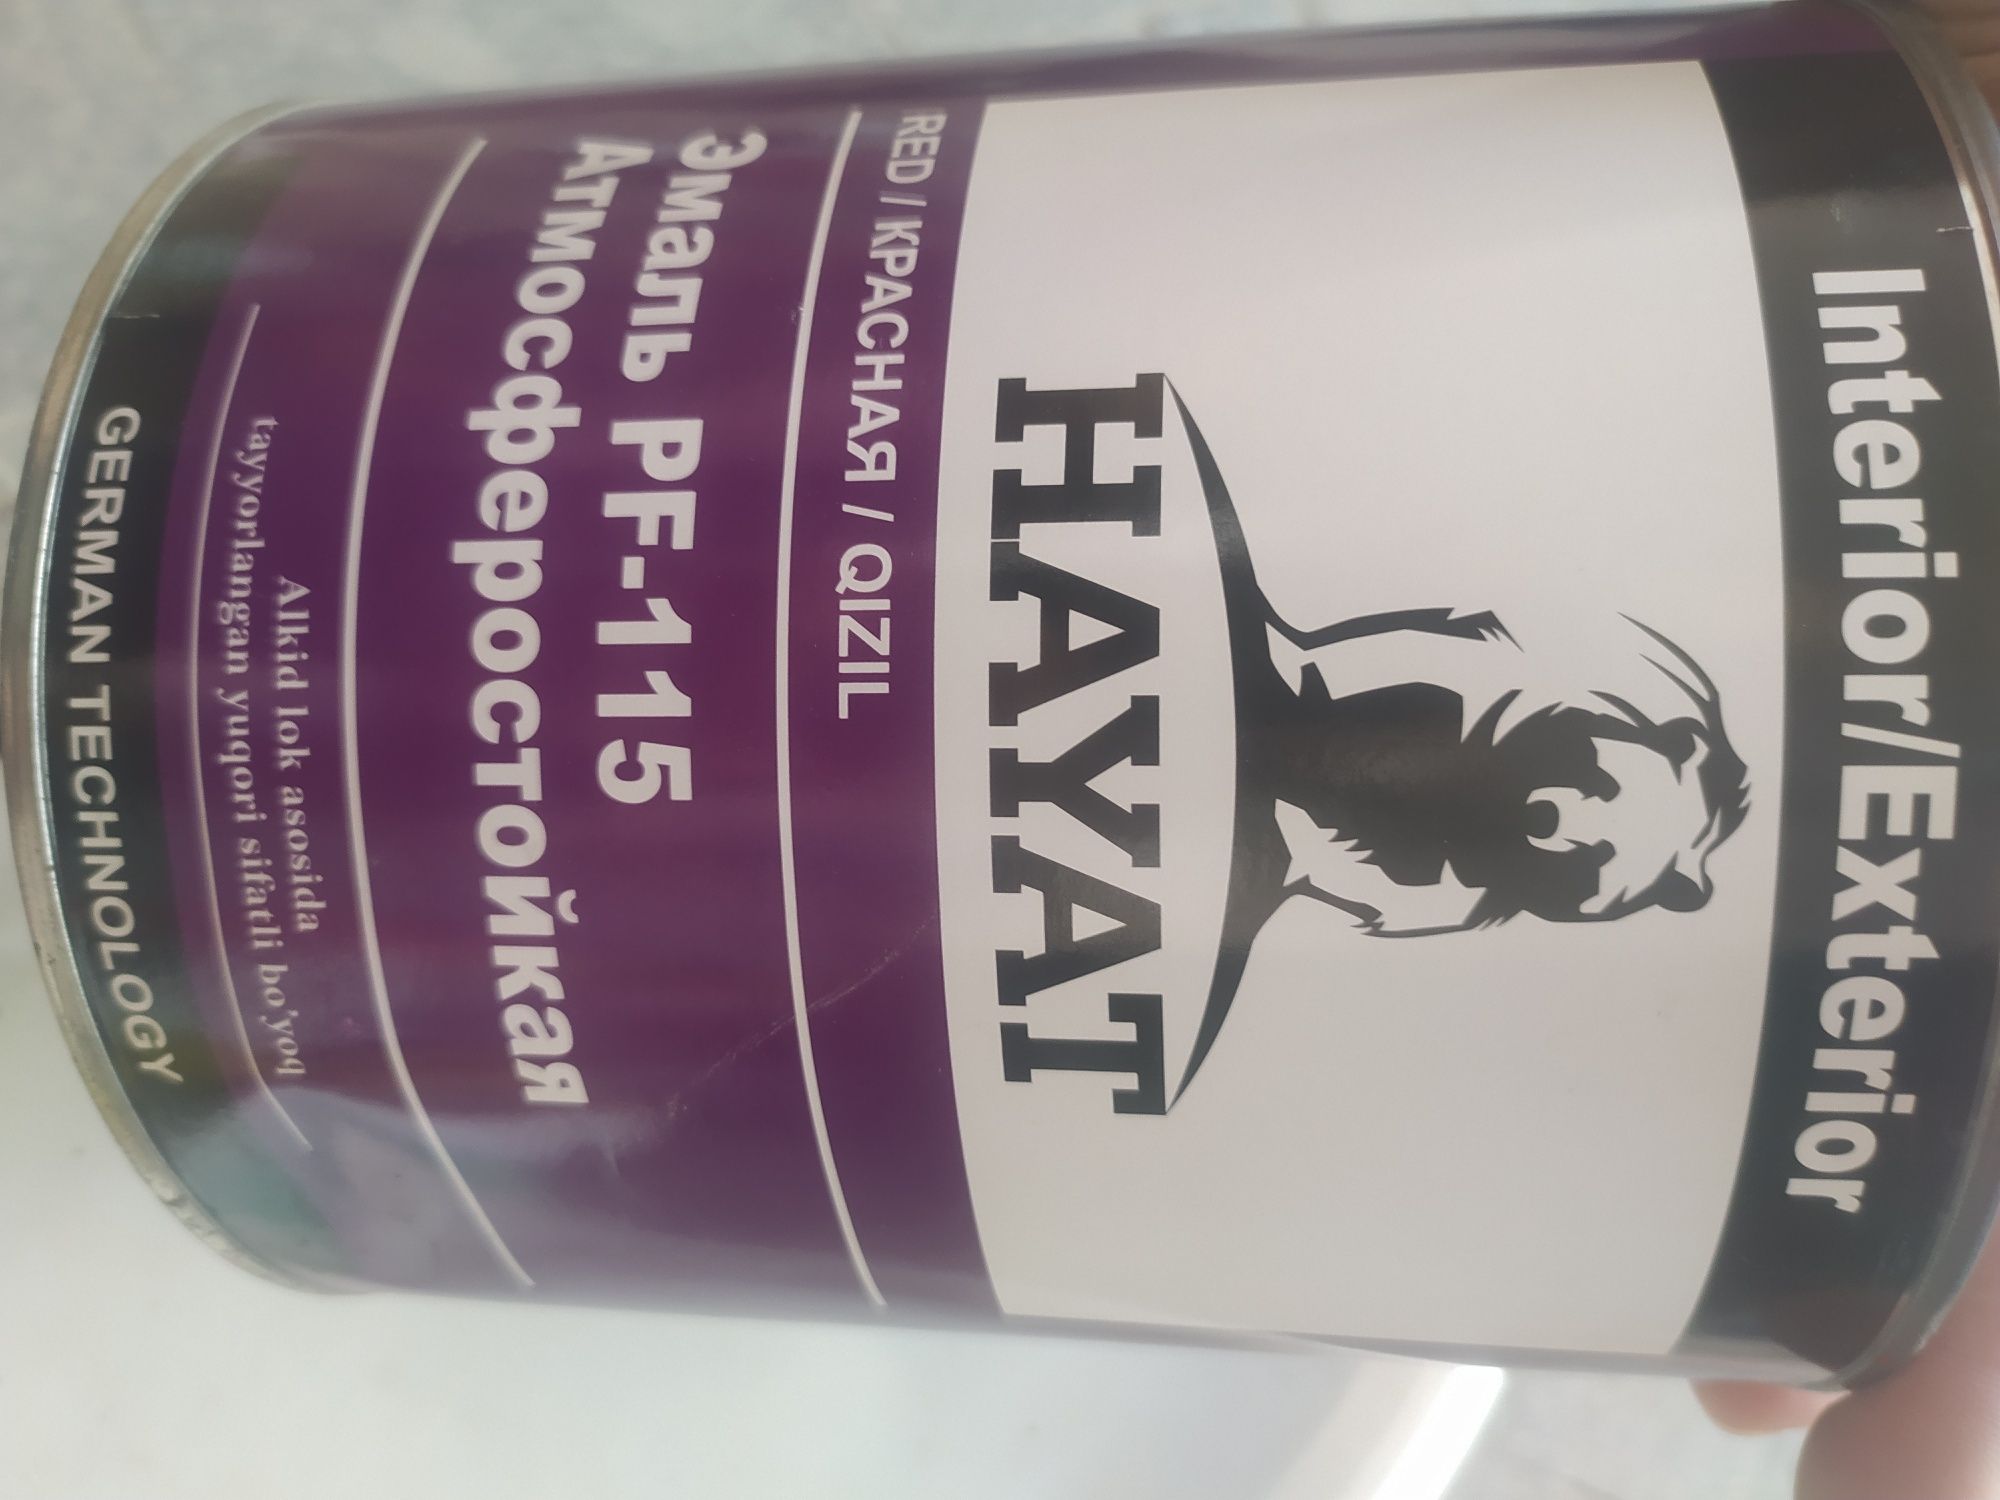 Interior/Exterior
HAYAT
RED / КРАСНАЯ / QIZIL
Эмаль PF-115
Атмосферостойкая
Alkid lok asosida
tayyorlangan yuqori sifatli bo'yoq
GERMAN TECHNOLOGY